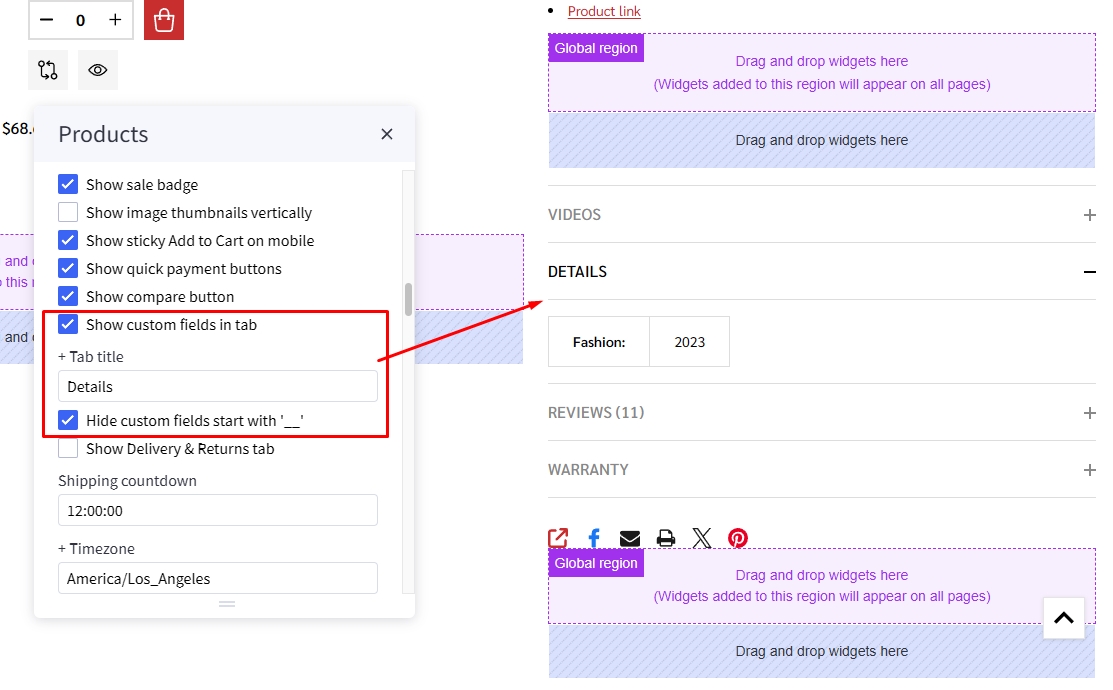 0
$68.
Products
Show sale badge
Show image thumbnails vertically
Show sticky Add to Cart on mobile
Show quick payment buttons
Show compare button
Show custom fields in tab
+ Tab title
Details
Hide custom fields start with '__'
Show Delivery & Returns tab
Shipping countdown
12:00:00
+ Timezone
America/Los_Angeles
and
this
and
Product link
Global region
Drag and drop widgets here
(Widgets added to this region will appear on all pages)
Drag and drop widgets here
VIDEOS
DETAILS
Fashion:
2023
REVIEWS (11)
WARRANTY
Global region
Drag and drop widgets here
(Widgets added to this region will appear on all pages)
Drag and drop widgets here